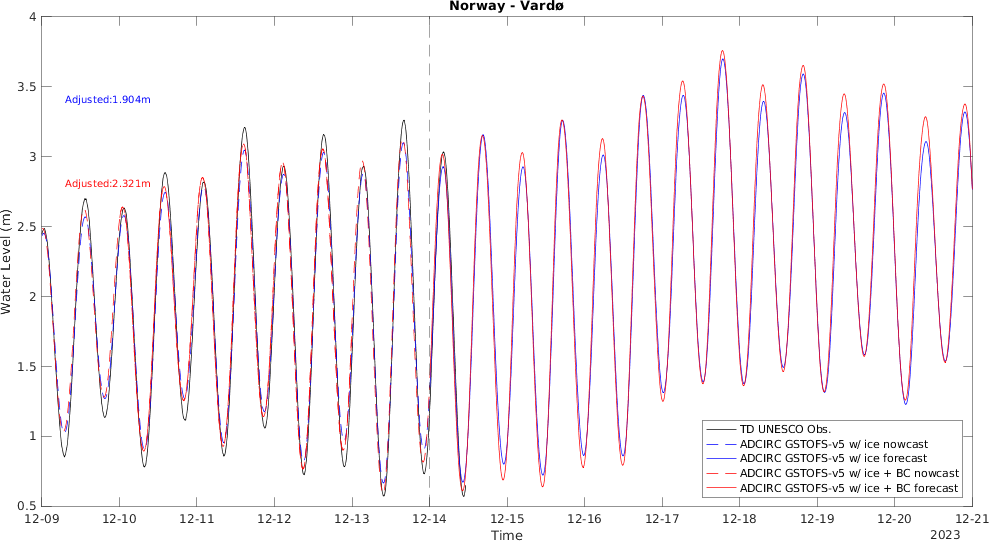 Norway - Vardø
4
3.5
3
2.5
2
1.5
1
0.5
Water Level (m)
Adjusted:1.904m
Adjusted:2.321m
TD UNESCO Obs.
ADCIRC GSTOFS-v5 w/ ice nowcast
ADCIRC GSTOFS-v5 w/ ice forecast
ADCIRC GSTOFS-v5 w/ ice + BC nowcast
ADCIRC GSTOFS-v5 w/ ice + BC forecast
12-09 12-10 12-11 12-12 12-13 12-14 12-15 12-16 12-17 12-18 12-19 12-20 12-21
Time
2023